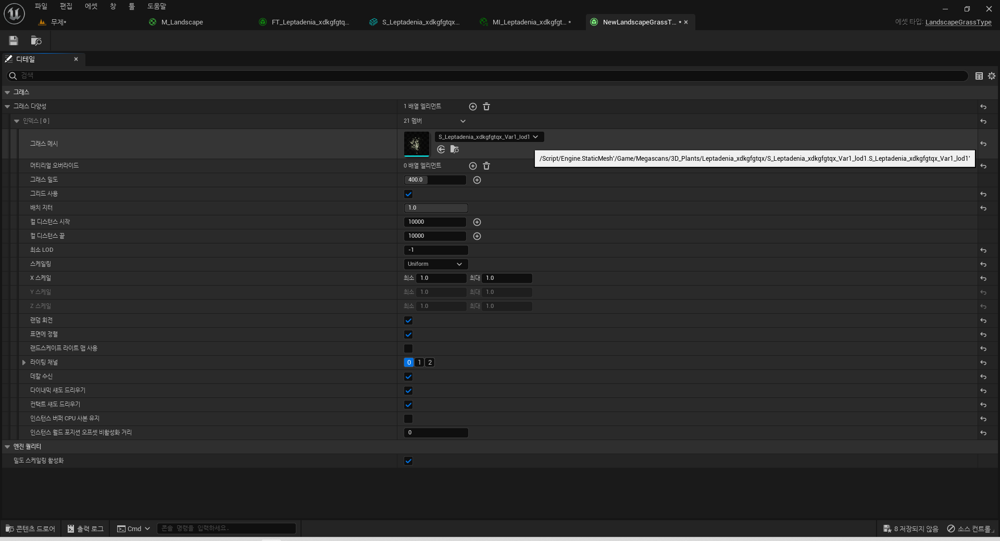 파일 편집 에셋 창 툴 도움말
무제* M_Landscape FT_Leptadenia_xdkgfgtq... S_Leptadenia_xdkgfgtqx... MI_Leptadenia_xdkgfgt... * NewLandscapeGrassT... * 에셋 타입: LandscapeGrassType
디테일
검색
그래스
그래스 다양성 1 배열 엘리먼트
인덱스 [ 0 ] 21 멤버
그래스 메시 S_Leptadenia_xdkgfgtqx_Var1_lod1
/Script/Engine.StaticMesh'/Game/Megascans/3D_Plants/Leptadenia_xdkgfgtqx/S_Leptadenia_xdkgfgtqx_Var1_lod1.S_Leptadenia_xdkgfgtqx_Var1_lod1'
머티리얼 오버라이드 0 배열 엘리먼트
그래스 밀도 400.0
그리드 사용
배치 지터 1.0
컬 디스턴스 시작 10000
컬 디스턴스 끝 10000
최소 LOD -1
스케일링 Uniform
X 스케일 최소 1.0 최대 1.0
Y 스케일 최소 1.0 최대 1.0
Z 스케일 최소 1.0 최대 1.0
랜덤 회전
표면에 정렬
랜드스케이프 라이트 맵 사용
라이팅 채널 0 1 2
데칼 수신
다이내믹 섀도 드리우기
컨택트 섀도 드리우기
인스턴스 버퍼 CPU 사본 유지
인스턴스 월드 포지션 오프셋 비활성화 거리 0
엔진 퀄리티
밀도 스케일링 활성화
콘텐츠 드로어 출력 로그 Cmd 콘솔 명령을 입력하세요. 8 저장되지 않음 소스 컨트롤